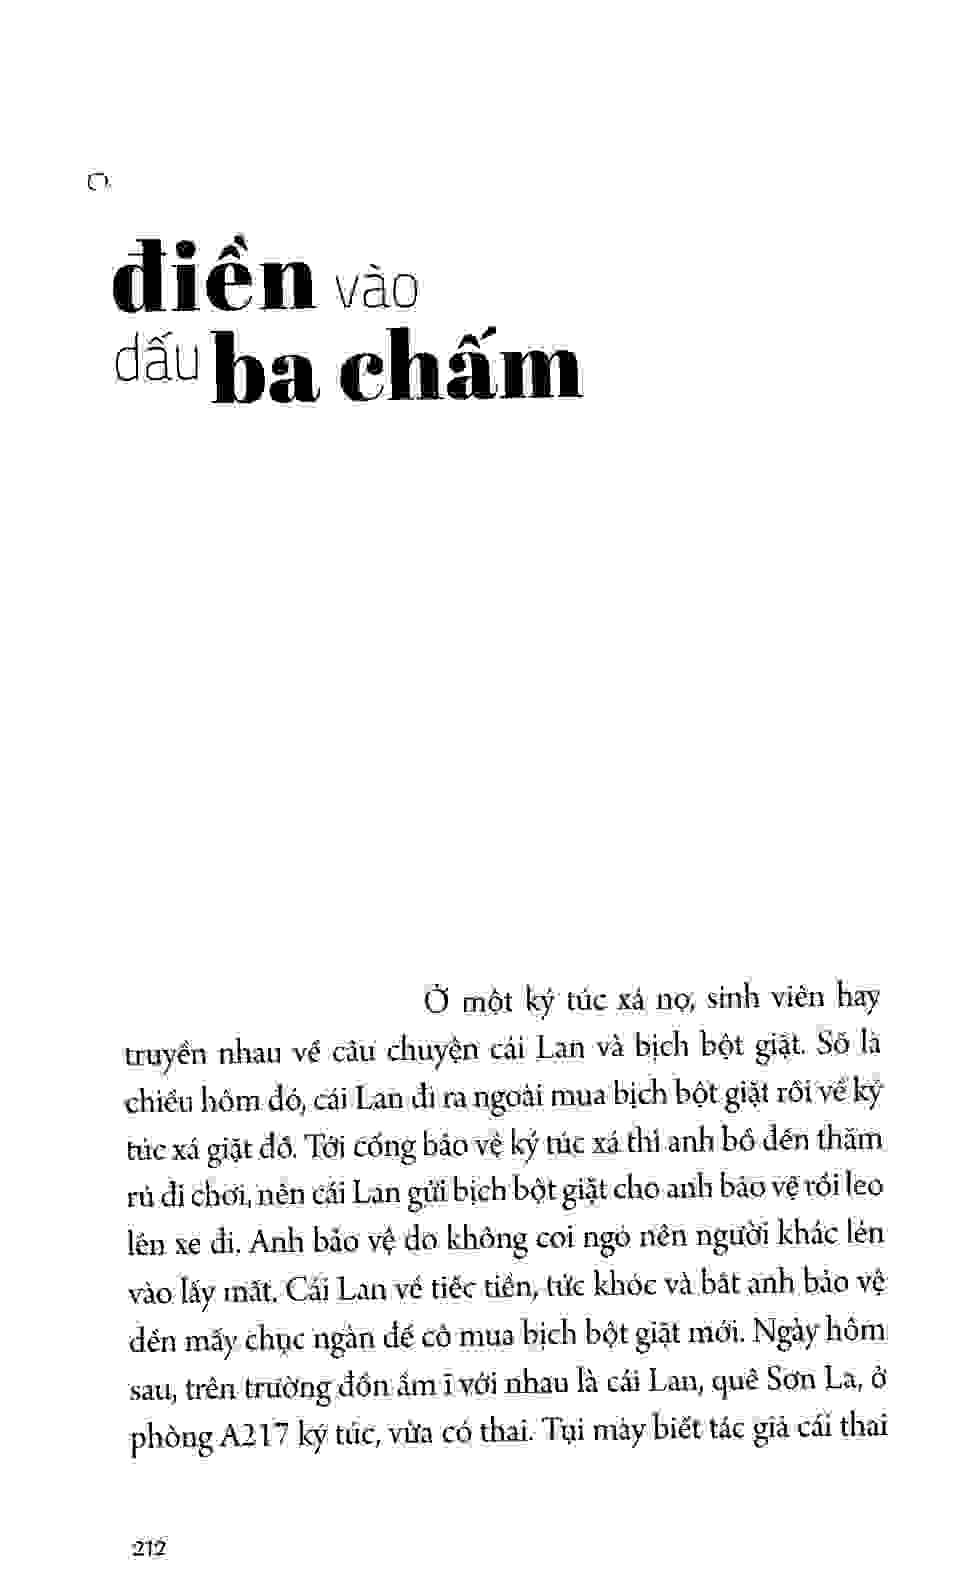 điền vào
dấu ba chấm
Ở một ký túc xá nọ, sinh viên hay
truyền nhau về câu chuyện cái Lan và bịch bột giặt. Số là
chiều hôm đó, cái Lan đi ra ngoài mua bịch bột giặt rồi về ký
túc xá giặt đồ. Tới cổng bảo vệ ký túc xá thì anh bồ đến thăm
rủ đi chơi, nên cái Lan gửi bịch bột giặt cho anh bảo vệ rồi leo
lên xe đi. Anh bảo vệ do không coi ngó nên người khác lẻn
vào lấy mất. Cái Lan về tiếc tiền, tức khóc và bắt anh bảo vệ
đền mấy chục ngàn để cô mua bịch bột giặt mới. Ngày hôm
sau, trên trường đồn ầm ĩ với nhau là cái Lan, quê Sơn La, ở
phòng A217 ký túc, vừa có thai. Tụi mày biết tác giả cái thai
212